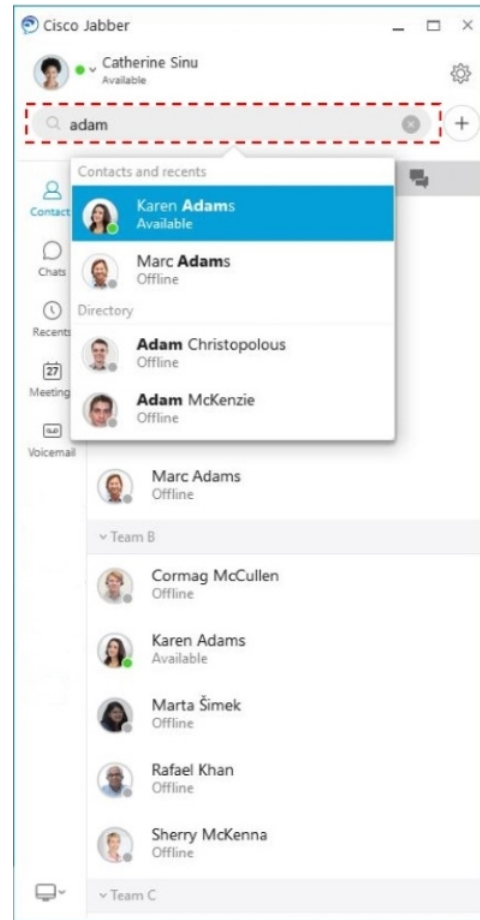 Cisco Jabber
Catherine Sinu
Available
adam
Contacts and recents
Karen Adams
Available
Marc Adams
Offline
Directory
Adam Christopolous
Offline
Adam McKenzie
Offline
Contact
Chats
Recents
27
Meeting
Voicemail
Marc Adams
Offline
Team B
Cormag McCullen
Offline
Karen Adams
Available
Marta Šimek
Offline
Rafael Khan
Offline
Sherry McKenna
Offline
Team C